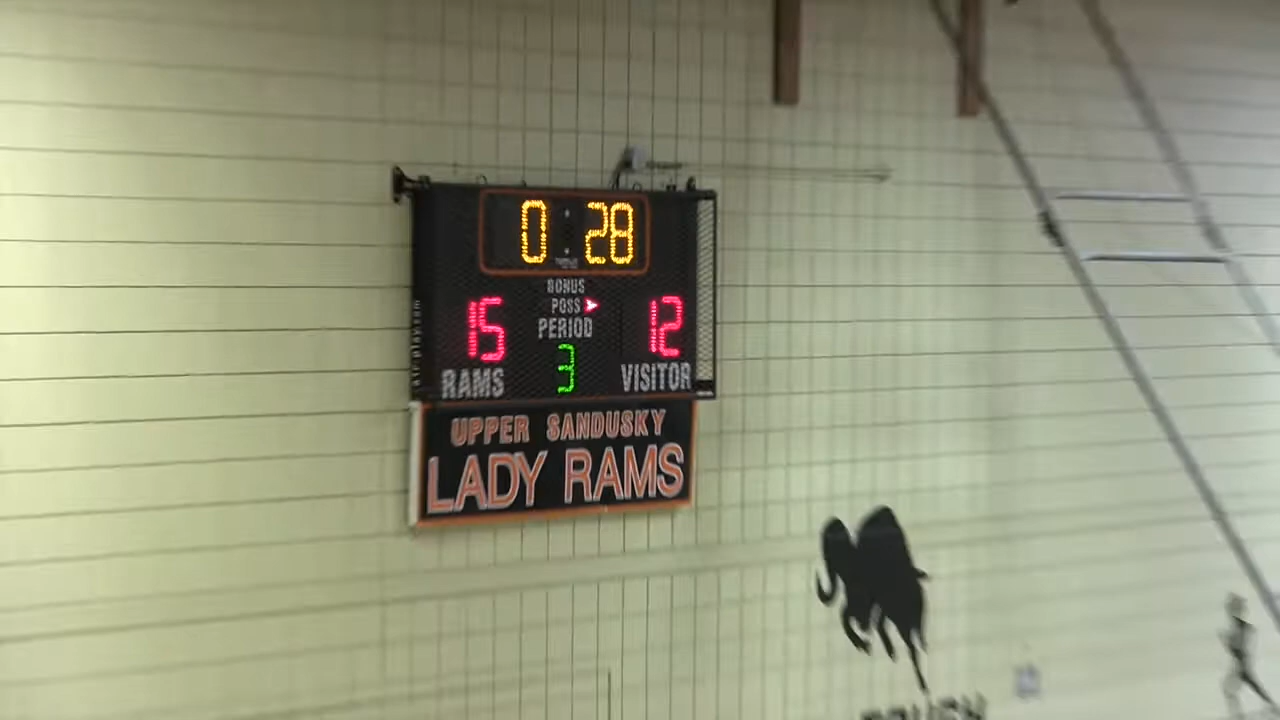 0:28
BONUS
POSS
PERIOD
15 3 12
RAMS VISITOR
UPPER SANDUSKY
LADY RAMS